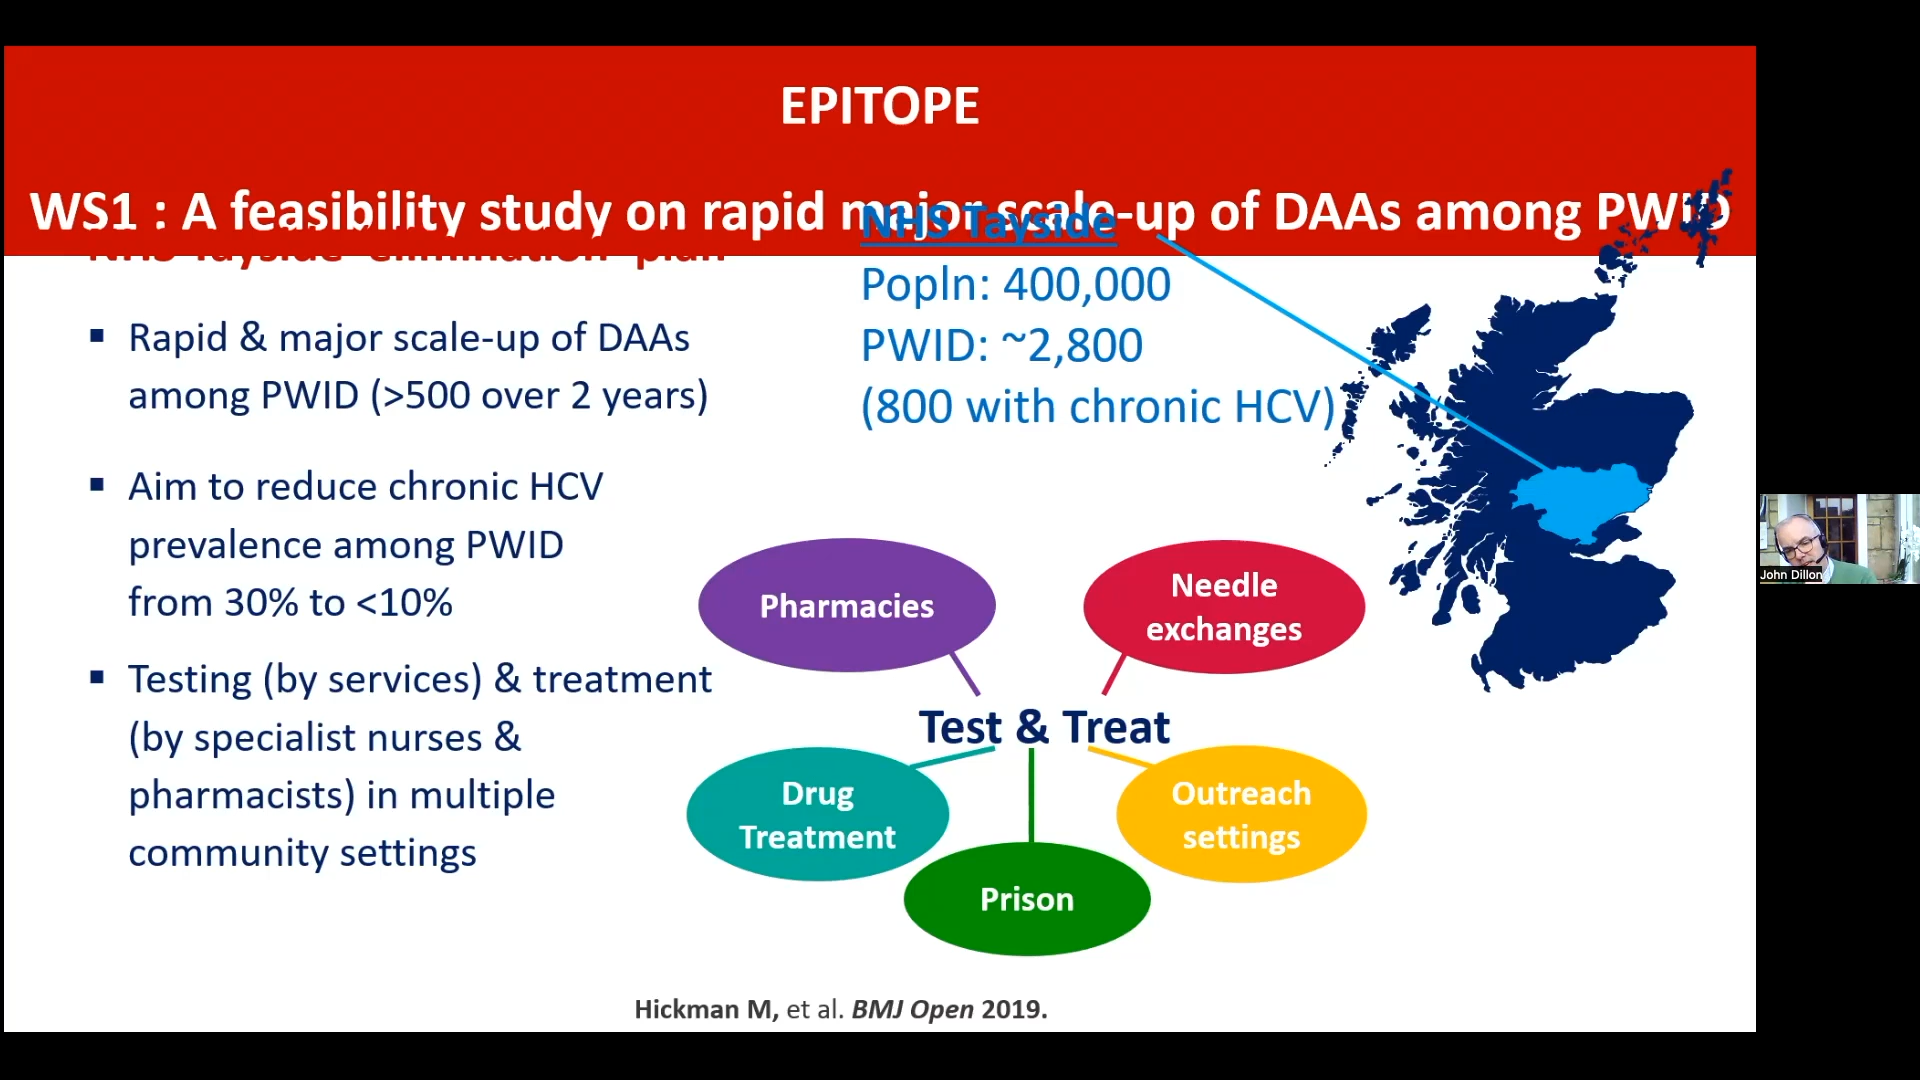 EPITOPE
WS1 : A feasibility study on rapid major scale-up of DAAs among PWID
NHS Tayside 'elimination' plan
▪ Rapid & major scale-up of DAAs
among PWID (>500 over 2 years)
▪ Aim to reduce chronic HCV
prevalence among PWID
from 30% to <10%
▪ Testing (by services) & treatment
(by specialist nurses &
pharmacists) in multiple
community settings
NHS Tayside
Popln: 400,000
PWID: ~2,800
(800 with chronic HCV)
Pharmacies
Needle
exchanges
Test & Treat
Drug
Treatment
Outreach
settings
Prison
Hickman M, et al. BMJ Open 2019.
John Dillon